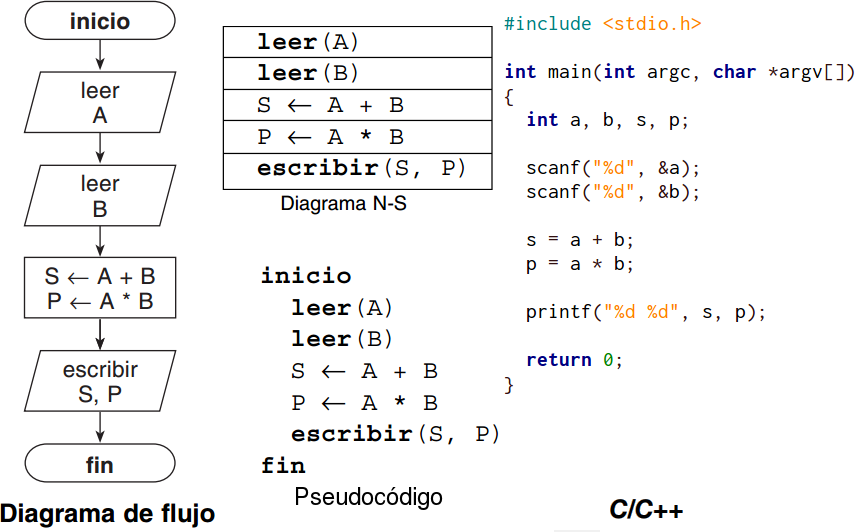 inicio
leer
A
leer
B
S ← A + B
P ← A * B
escribir
S, P
fin
Diagrama de flujo
leer(A)
leer(B)
S ← A + B
P ← A * B
escribir(S, P)
Diagrama N-S
inicio
leer(A)
leer(B)
S ← A + B
P ← A * B
escribir(S, P)
fin
Pseudocódigo
#include <stdio.h>
int main(int argc, char *argv[])
{
int a, b, s, p;
scanf("%d", &a);
scanf("%d", &b);
s = a + b;
p = a * b;
printf("%d %d", s, p);
return 0;
}
C/C++